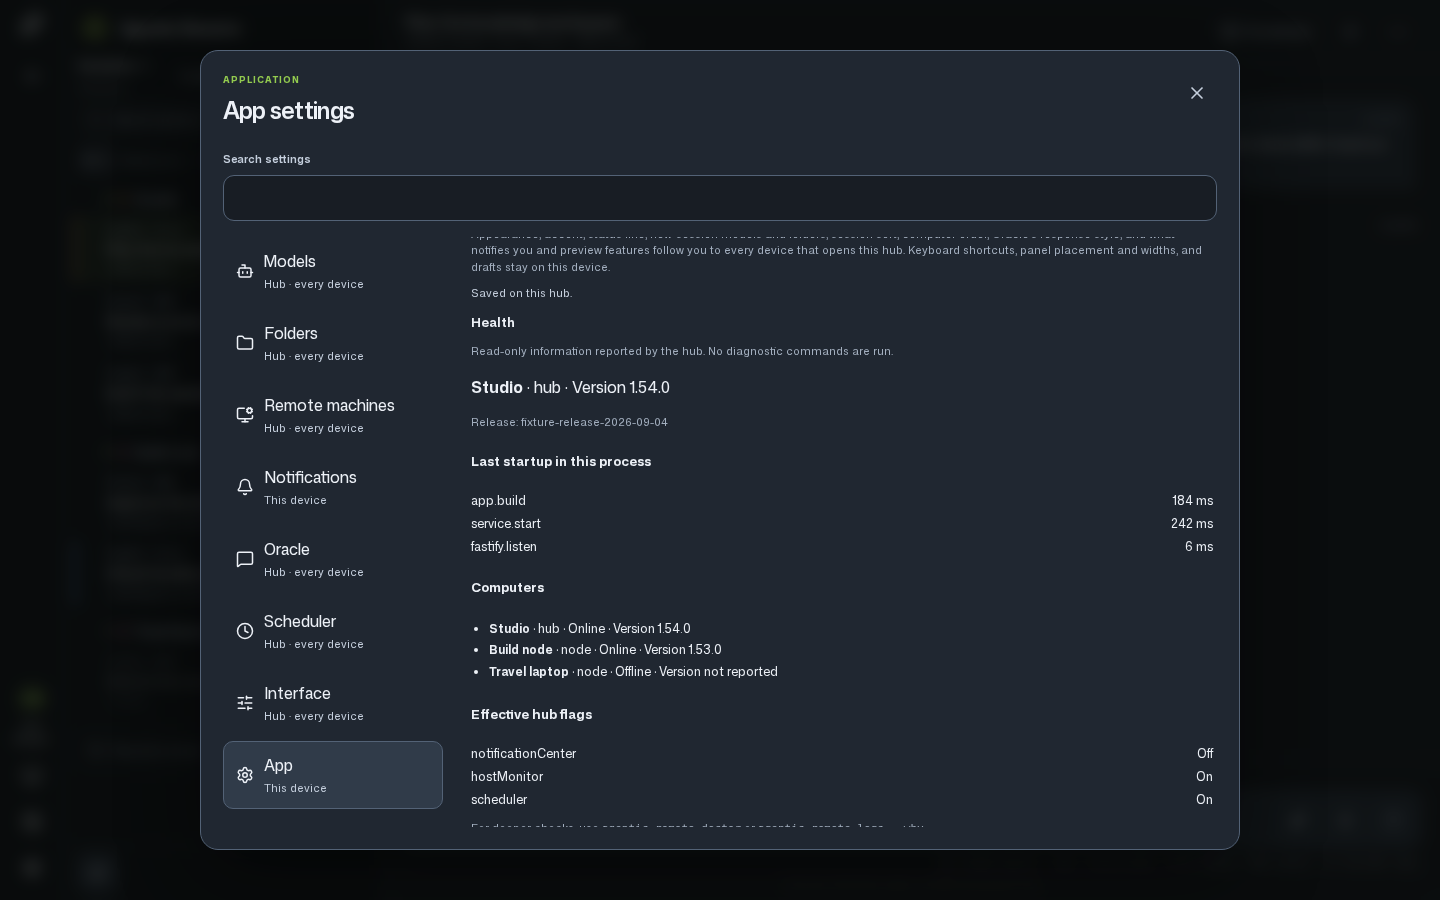 APPLICATION
App settings
Search settings
Models
Hub · every device
Folders
Hub · every device
Remote machines
Hub · every device
Notifications
This device
Oracle
Hub · every device
Scheduler
Hub · every device
Interface
Hub · every device
App
This device
notifies you and preview features follow you to every device that opens this hub. Keyboard shortcuts, panel placement and widths, and
drafts stay on this device.
Saved on this hub.
Health
Read-only information reported by the hub. No diagnostic commands are run.
Studio · hub · Version 1.54.0
Release: fixture-release-2026-09-04
Last startup in this process
app.build 184 ms
service.start 242 ms
fastify.listen 6 ms
Computers
• Studio · hub · Online · Version 1.54.0
• Build node · node · Online · Version 1.53.0
• Travel laptop · node · Offline · Version not reported
Effective hub flags
notificationCenter Off
hostMonitor On
scheduler On